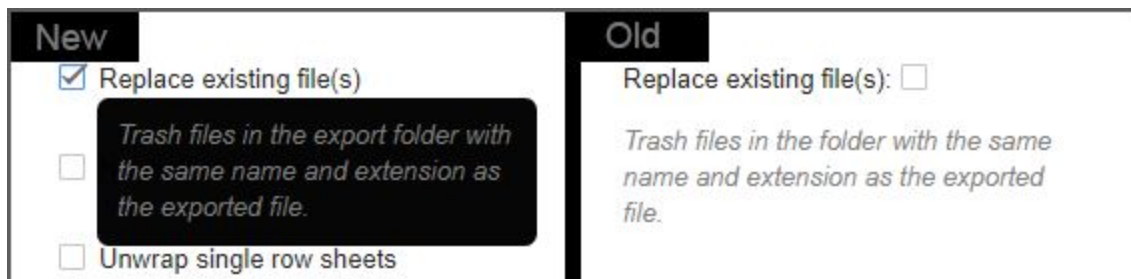 New
Replace existing file(s)
Trash files in the export folder with
the same name and extension as
the exported file.
Unwrap single row sheets
Old
Replace existing file(s):
Trash files in the folder with the same
name and extension as the exported
file.